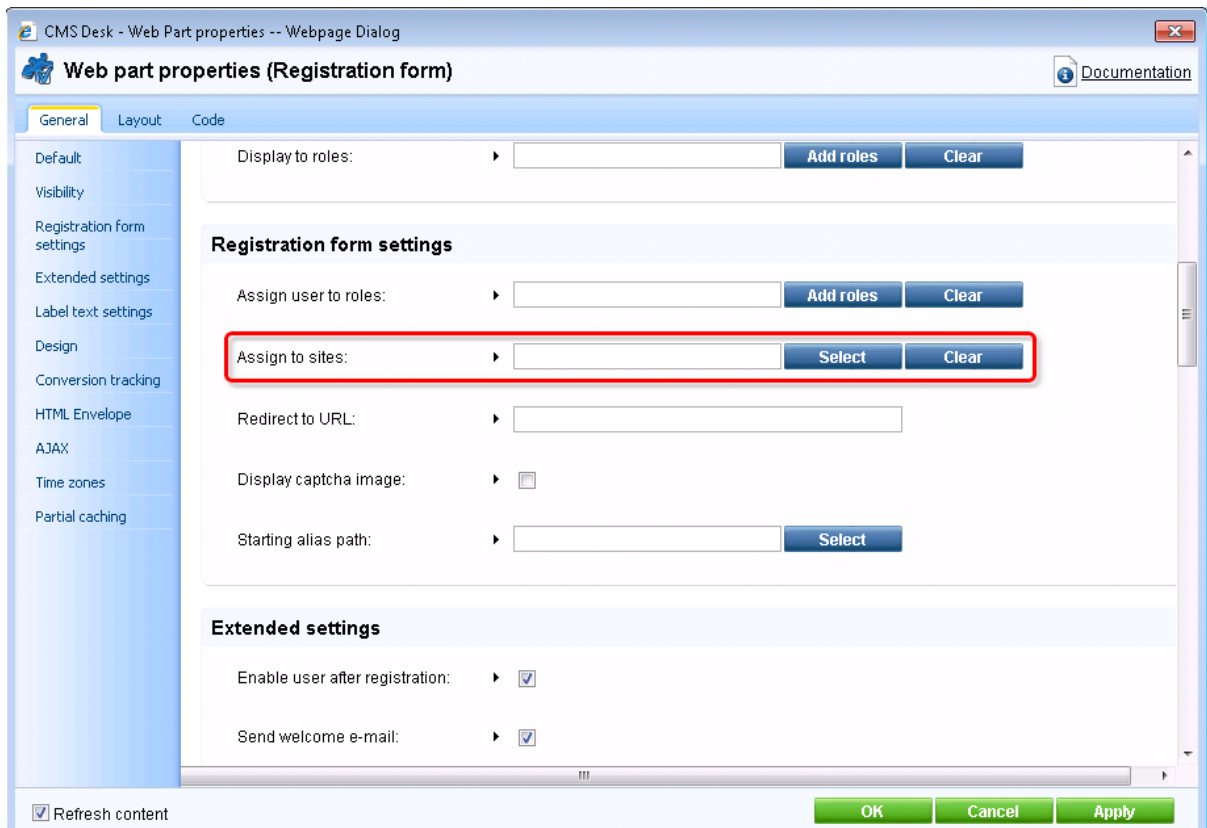 CMS Desk - Web Part properties -- Webpage Dialog
Web part properties (Registration form)
Documentation
General Layout Code
Default
Visibility
Registration form
settings
Extended settings
Label text settings
Design
Conversion tracking
HTML Envelope
AJAX
Time zones
Partial caching
Display to roles: Add roles Clear
Registration form settings
Assign user to roles: Add roles Clear
Assign to sites: Select Clear
Redirect to URL:
Display captcha image:
Starting alias path: Select
Extended settings
Enable user after registration:
Send welcome e-mail:
Refresh content
OK Cancel Apply